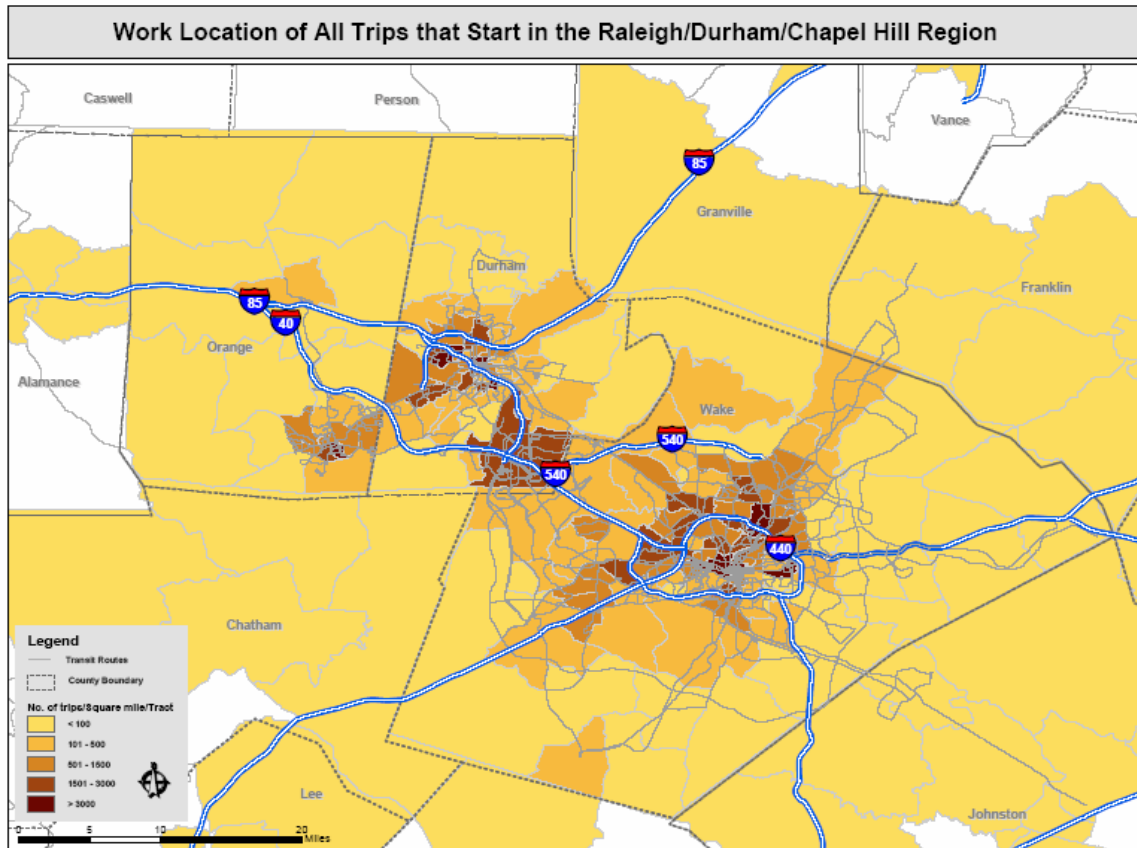 Work Location of All Trips that Start in the Raleigh/Durham/Chapel Hill Region
Caswell
Person
Vance
85
Granville
Durham
Franklin
85
40
Orange
Alamance
Wake
540
540
440
Chatham
Legend
Transit Routes
County Boundary
No. of trips/Square mile/Tract
< 100
101 - 500
501 - 1500
1501 - 3000
> 3000
Lee
Johnston
0 5 10 20
Miles